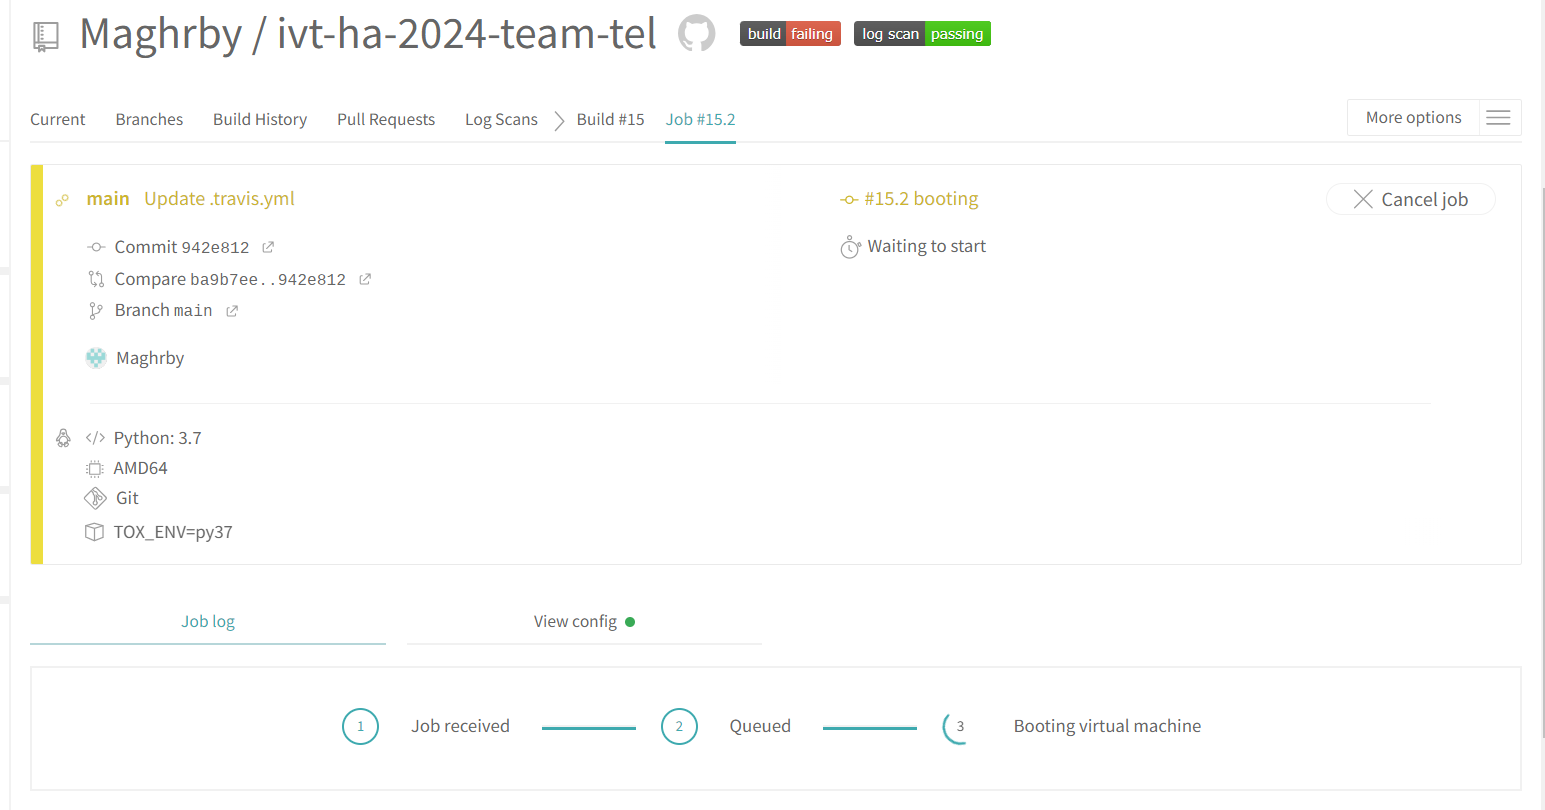 Maghrby / ivt-ha-2024-team-tel build failing log scan passing
Current Branches Build History Pull Requests Log Scans Build #15 Job #15.2 More options
main Update .travis.yml #15.2 booting Cancel job
Commit 942e812 Waiting to start
Compare ba9b7ee..942e812
Branch main
Maghrby
</> Python: 3.7
AMD64
Git
TOX_ENV=py37
Job log View config
1 Job received 2 Queued 3 Booting virtual machine